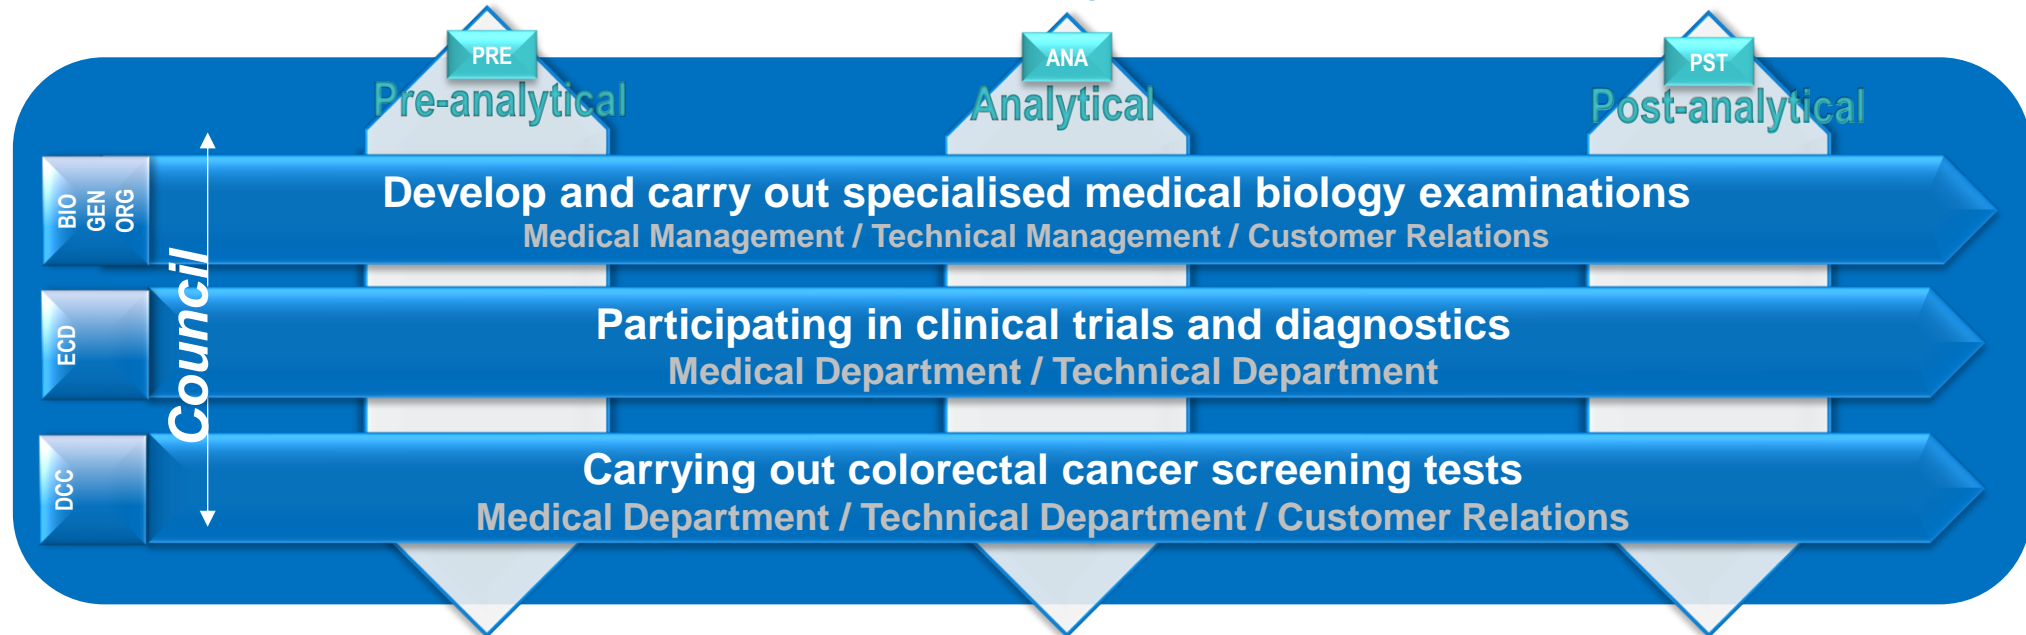 PRE
ANA
PST
Pre-analytical
Analytical
Post-analytical
BIO
GEN
ORG
Develop and carry out specialised medical biology examinations
Medical Management / Technical Management / Customer Relations
Council
ECD
Participating in clinical trials and diagnostics
Medical Department / Technical Department
DCC
Carrying out colorectal cancer screening tests
Medical Department / Technical Department / Customer Relations